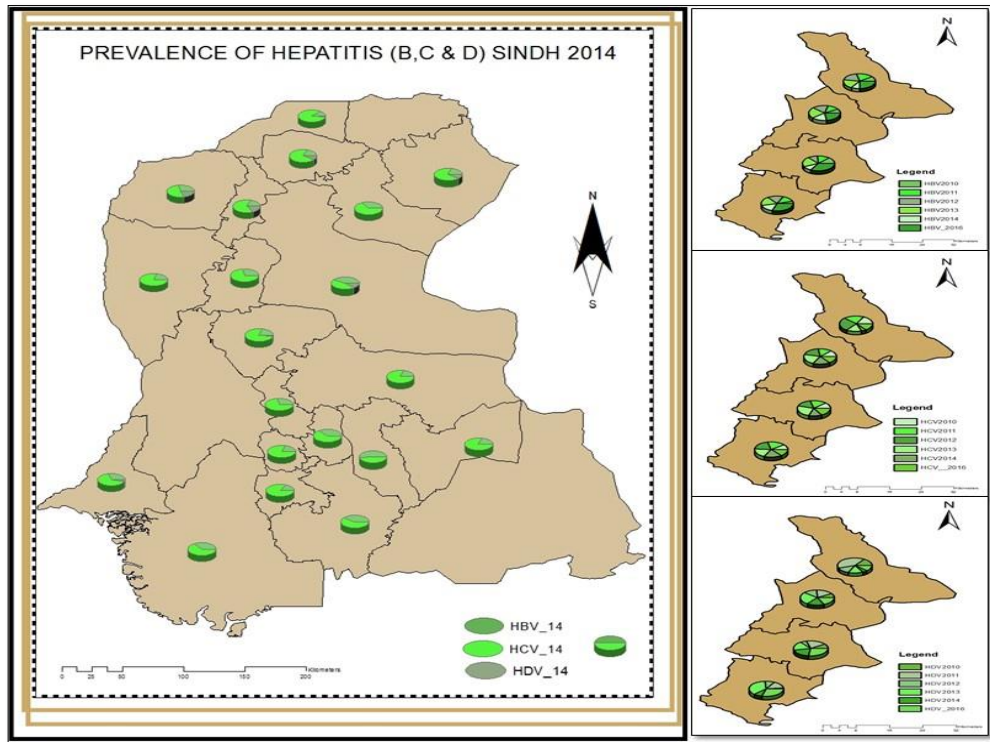 PREVALENCE OF HEPATITIS (B,C & D) SINDH 2014
N
S
HBV_14
HCV_14
HDV_14
Kilometers
0 25 50 100 150 200
N
Legend
HBV2010
HBV2011
HBV2012
HBV2013
HBV2014
HBV_2016
N
Legend
HCV2010
HCV2011
HCV2012
HCV2013
HCV2014
HCV__2016
N
Legend
HDV2010
HDV2011
HDV2012
HDV2013
HDV2014
HDV_2016